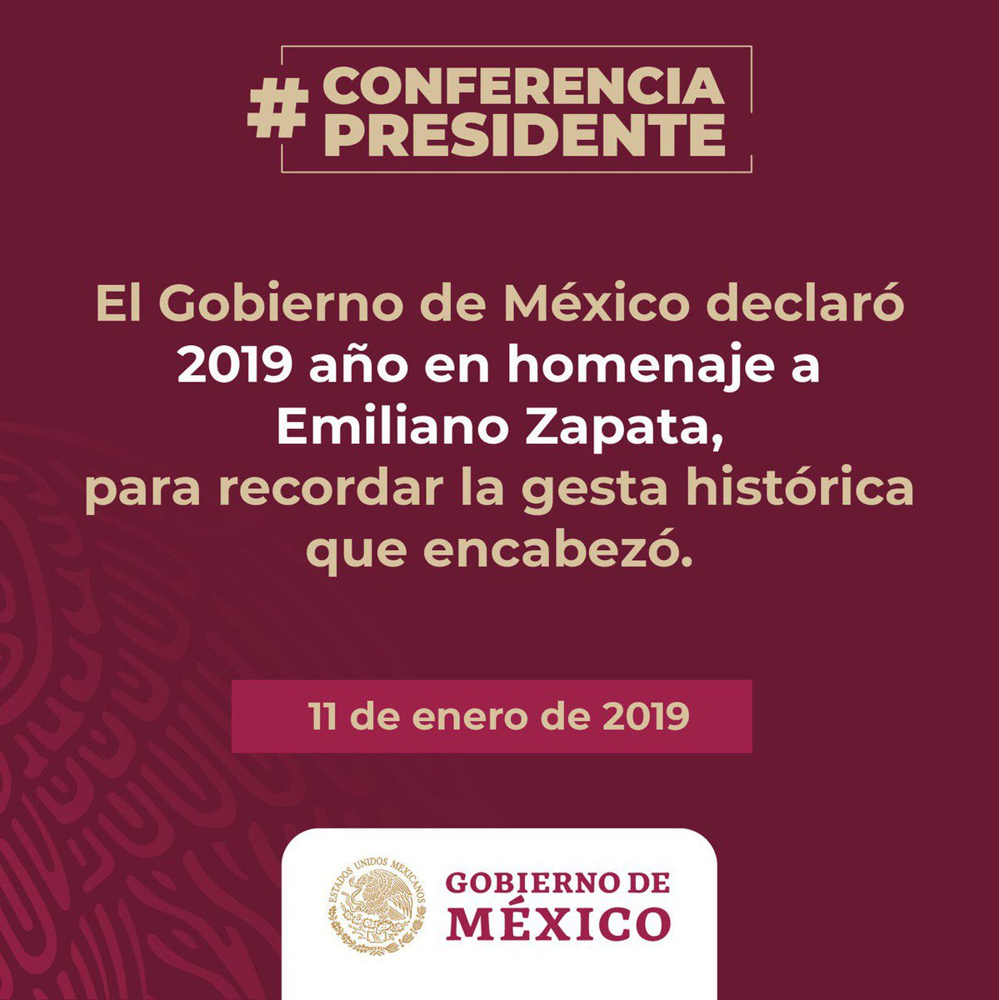 #CONFERENCIA
PRESIDENTE
El Gobierno de México declaró
2019 año en homenaje a
Emiliano Zapata,
para recordar la gesta histórica
que encabezó.
11 de enero de 2019
ESTADOS UNIDOS MEXICANOS
GOBIERNO DE
MÉXICO